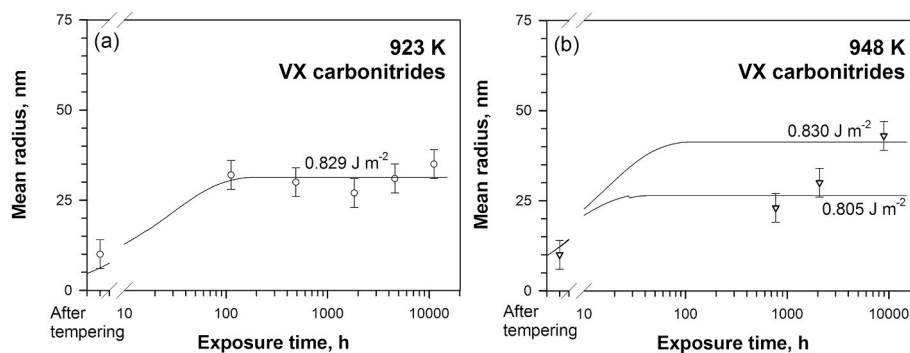 (a)
923 K
VX carbonitrides
0.829 J m-2
75
50
25
0
Mean radius, nm
After
tempering
10
100
1000
10000
Exposure time, h
(b)
948 K
VX carbonitrides
0.830 J m-2
0.805 J m-2
75
50
25
0
Mean radius, nm
After
tempering
10
100
1000
10000
Exposure time, h